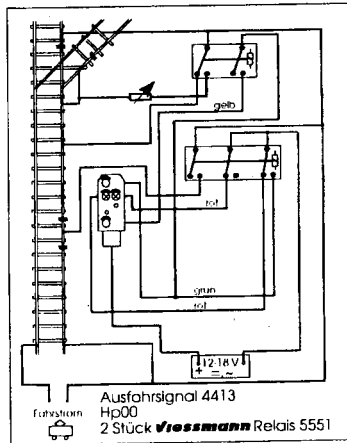 gelb
rot
grün
rot
12-18 V
+ = ~
Fahrstrom
Ausfahrsignal 4413
Hp00
2 Stück Viessmann Relais 5551